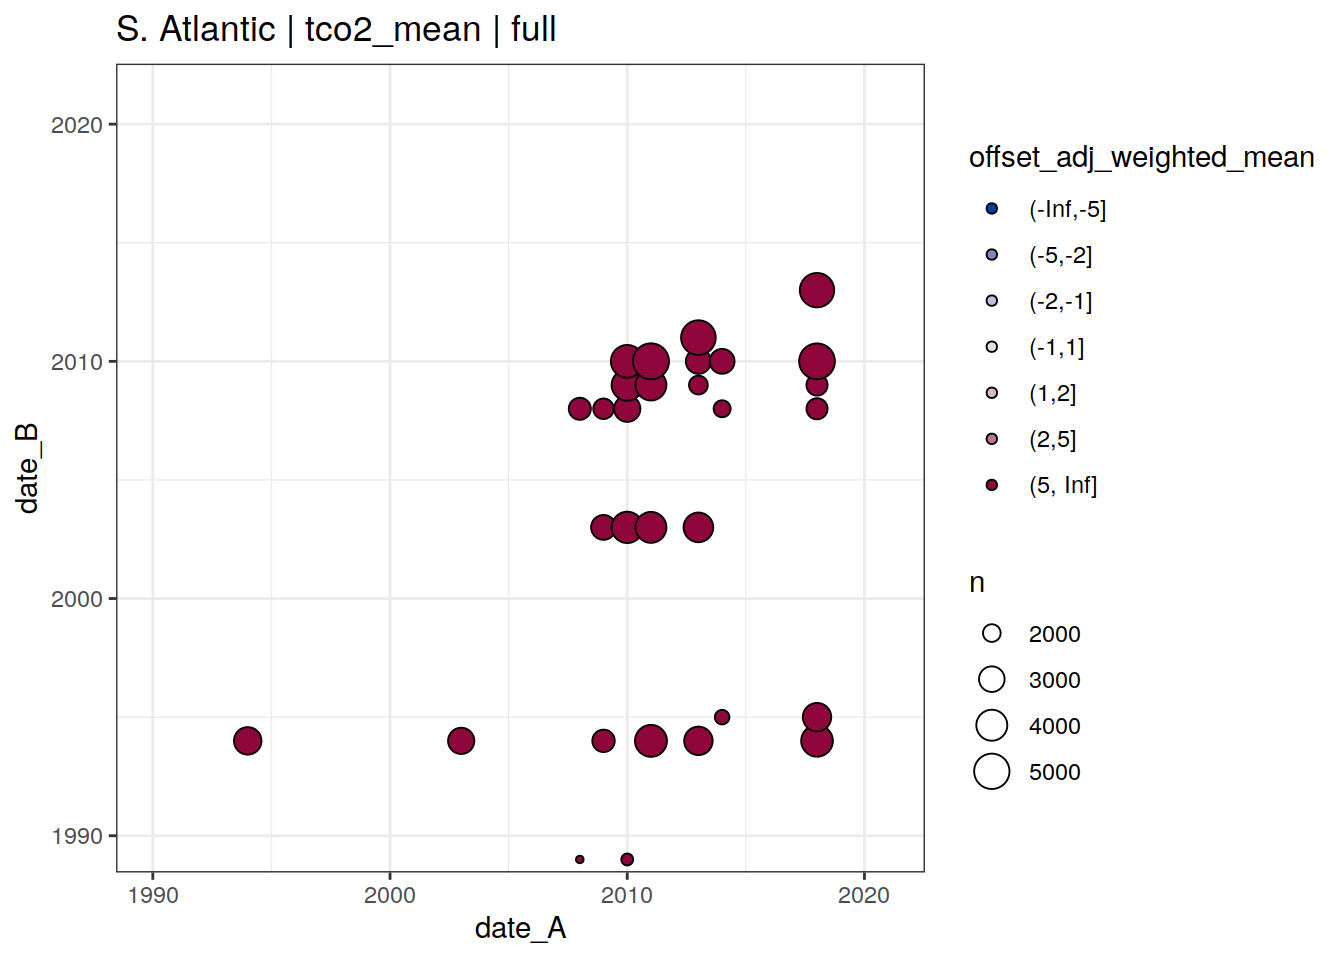 S. Atlantic | tco2_mean | full
2020
2010
2000
1990
date_B
1990
2000
2010
2020
date_A
offset_adj_weighted_mean
(-Inf,-5]
(-5,-2]
(-2,-1]
(-1,1]
(1,2]
(2,5]
(5, Inf]
n
2000
3000
4000
5000